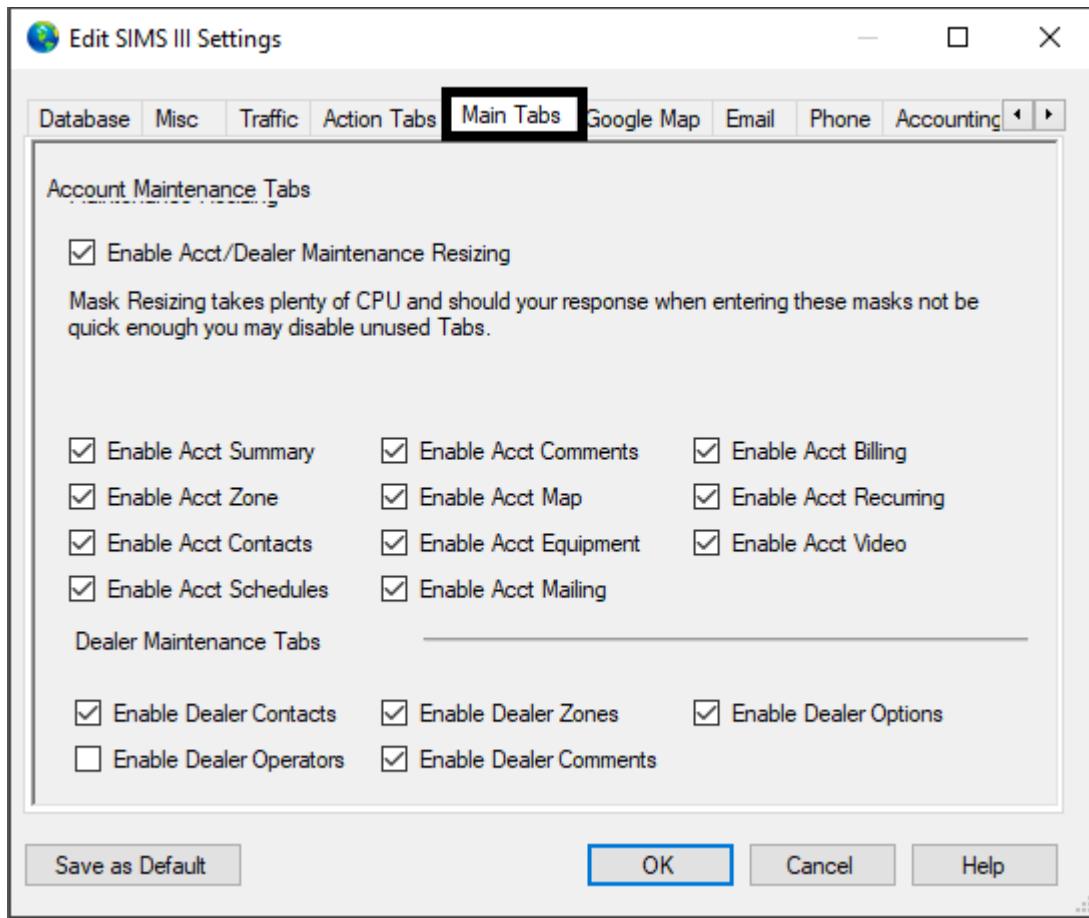 Edit SIMS III Settings
Database Misc Traffic Action Tabs Main Tabs Google Map Email Phone Accounting
Account Maintenance Tabs
Enable Acct/Dealer Maintenance Resizing
Mask Resizing takes plenty of CPU and should your response when entering these masks not be
quick enough you may disable unused Tabs.
Enable Acct Summary Enable Acct Comments Enable Acct Billing
Enable Acct Zone Enable Acct Map Enable Acct Recurring
Enable Acct Contacts Enable Acct Equipment Enable Acct Video
Enable Acct Schedules Enable Acct Mailing
Dealer Maintenance Tabs
Enable Dealer Contacts Enable Dealer Zones Enable Dealer Options
Enable Dealer Operators Enable Dealer Comments
Save as Default OK Cancel Help